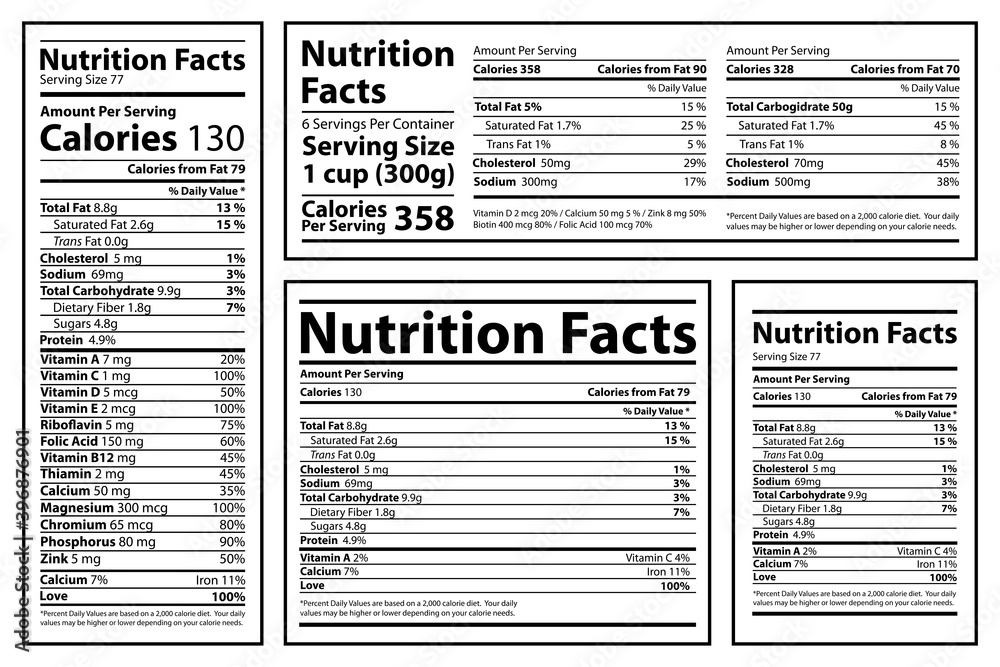 Nutrition Facts
Serving Size 77
Amount Per Serving
Calories 130
Calories from Fat 79
% Daily Value *
Total Fat 8.8g 13 %
Saturated Fat 2.6g 15 %
Trans Fat 0.0g
Cholesterol 5 mg 1%
Sodium 69mg 3%
Total Carbohydrate 9.9g 3%
Dietary Fiber 1.8g 7%
Sugars 4.8g
Protein 4.9%
Vitamin A 7 mg 20%
Vitamin C 1 mg 100%
Vitamin D 5 mcg 50%
Vitamin E 2 mcg 100%
Riboflavin 5 mg 75%
Folic Acid 150 mg 60%
Vitamin B12 mg 45%
Thiamin 2 mg 45%
Calcium 50 mg 35%
Magnesium 300 mcg 100%
Chromium 65 mcg 80%
Phosphorus 80 mg 90%
Zink 5 mg 50%
Calcium 7% Iron 11%
Love 100%
*Percent Daily Values are based on a 2,000 calorie diet. Your daily
values may be higher or lower depending on your calorie needs.
Nutrition
Facts
6 Servings Per Container
Serving Size
1 cup (300g)
Calories
Per Serving 358
Amount Per Serving
Calories 358 Calories from Fat 90
% Daily Value
Total Fat 5% 15 %
Saturated Fat 1.7% 25 %
Trans Fat 1% 5 %
Cholesterol 50mg 29%
Sodium 300mg 17%
Vitamin D 2 mcg 20% / Calcium 50 mg 5 % / Zink 8 mg 50%
Biotin 400 mcg 80% / Folic Acid 100 mcg 70%
Amount Per Serving
Calories 328 Calories from Fat 70
% Daily Value
Total Carbogidrate 50g 15 %
Saturated Fat 1.7% 45 %
Trans Fat 1% 8 %
Cholesterol 70mg 45%
Sodium 500mg 38%
*Percent Daily Values are based on a 2,000 calorie diet. Your daily
values may be higher or lower depending on your calorie needs.
Nutrition Facts
Amount Per Serving
Calories 130 Calories from Fat 79
% Daily Value *
Total Fat 8.8g 13 %
Saturated Fat 2.6g 15 %
Trans Fat 0.0g
Cholesterol 5 mg 1%
Sodium 69mg 3%
Total Carbohydrate 9.9g 3%
Dietary Fiber 1.8g 7%
Sugars 4.8g
Protein 4.9%
Vitamin A 2% Vitamin C 4%
Calcium 7% Iron 11%
Love 100%
*Percent Daily Values are based on a 2,000 calorie diet. Your daily
values may be higher or lower depending on your calorie needs.
Nutrition Facts
Serving Size 77
Amount Per Serving
Calories 130 Calories from Fat 79
% Daily Value *
Total Fat 8.8g 13 %
Saturated Fat 2.6g 15 %
Trans Fat 0.0g
Cholesterol 5 mg 1%
Sodium 69mg 3%
Total Carbohydrate 9.9g 3%
Dietary Fiber 1.8g 7%
Sugars 4.8g
Protein 4.9%
Vitamin A 2% Vitamin C 4%
Calcium 7% Iron 11%
Love 100%
*Percent Daily Values are based on a 2,000 calorie diet. Your daily
values may be higher or lower depending on your calorie needs.
Adobe Stock | #396876901